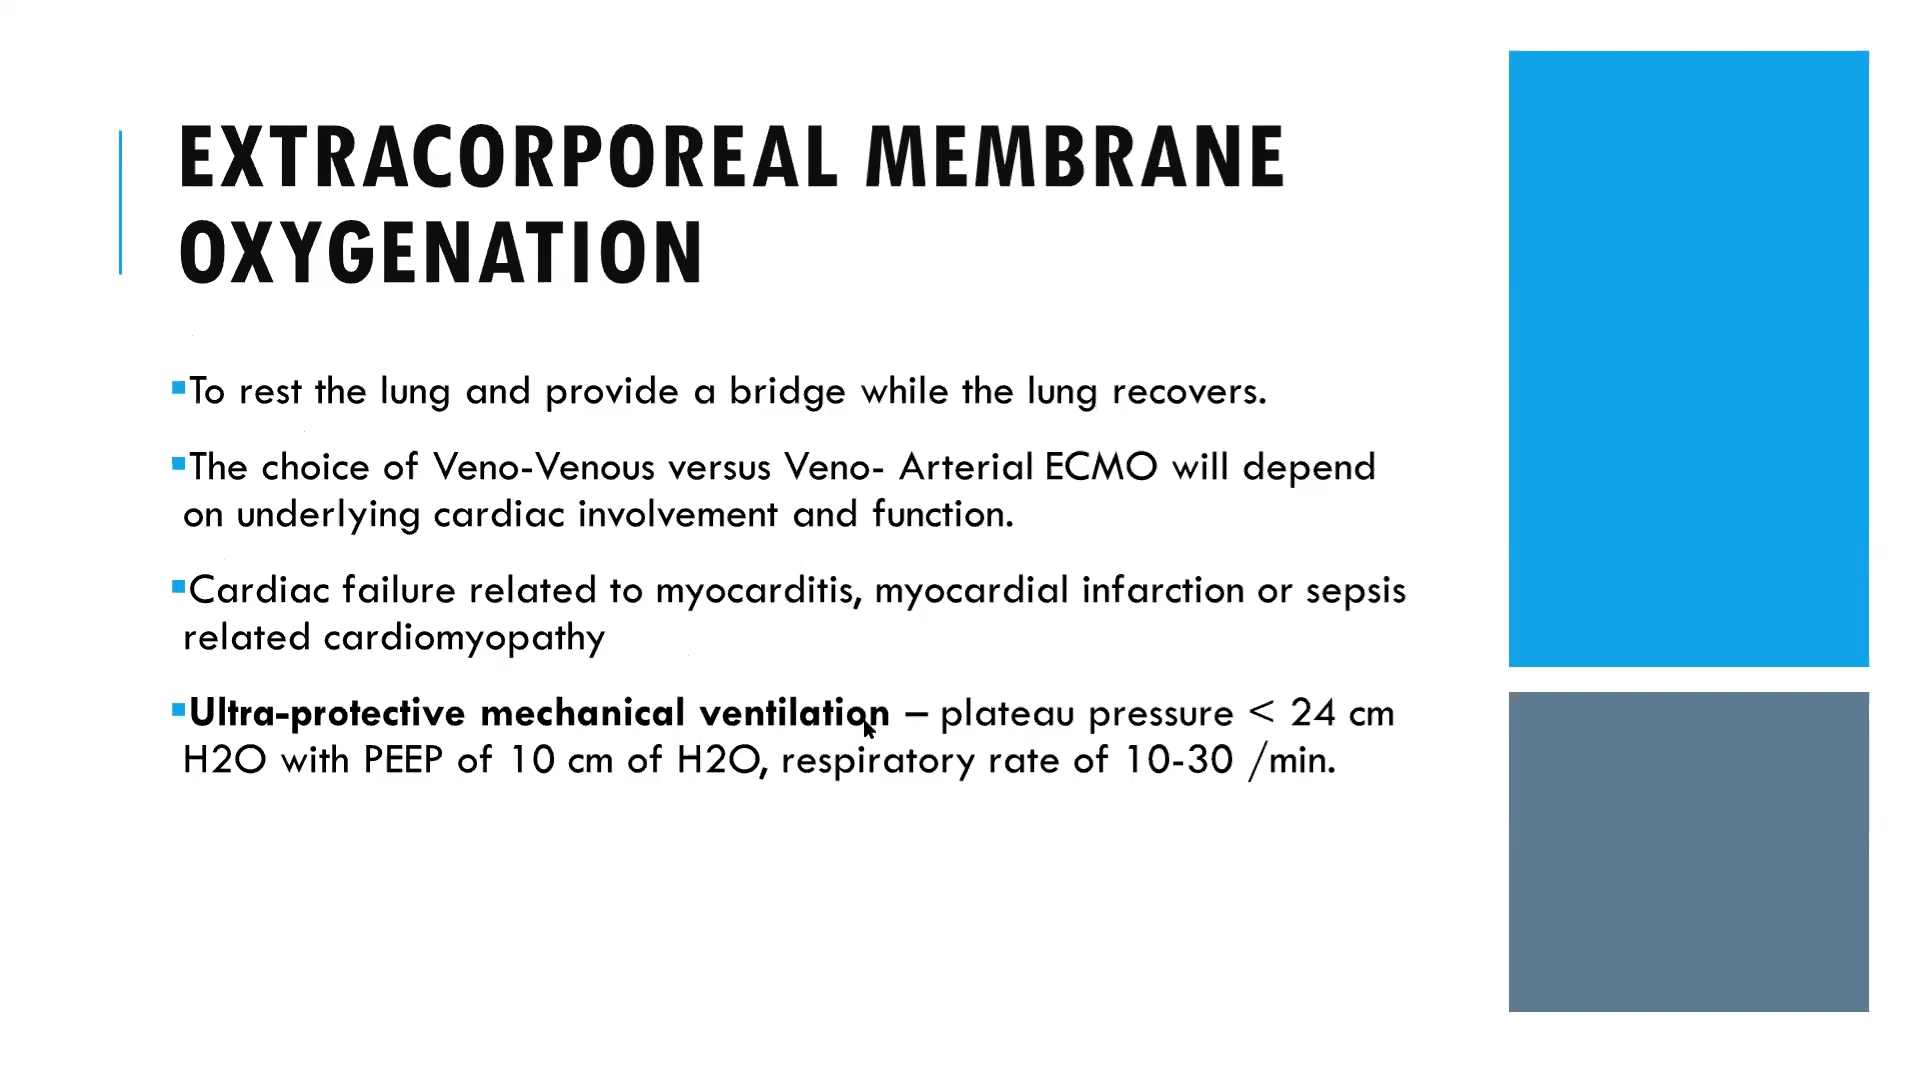 EXTRACORPOREAL MEMBRANE
OXYGENATION
▪To rest the lung and provide a bridge while the lung recovers.
▪The choice of Veno-Venous versus Veno- Arterial ECMO will depend
on underlying cardiac involvement and function.
▪Cardiac failure related to myocarditis, myocardial infarction or sepsis
related cardiomyopathy
▪Ultra-protective mechanical ventilation – plateau pressure < 24 cm
H2O with PEEP of 10 cm of H2O, respiratory rate of 10-30 /min.